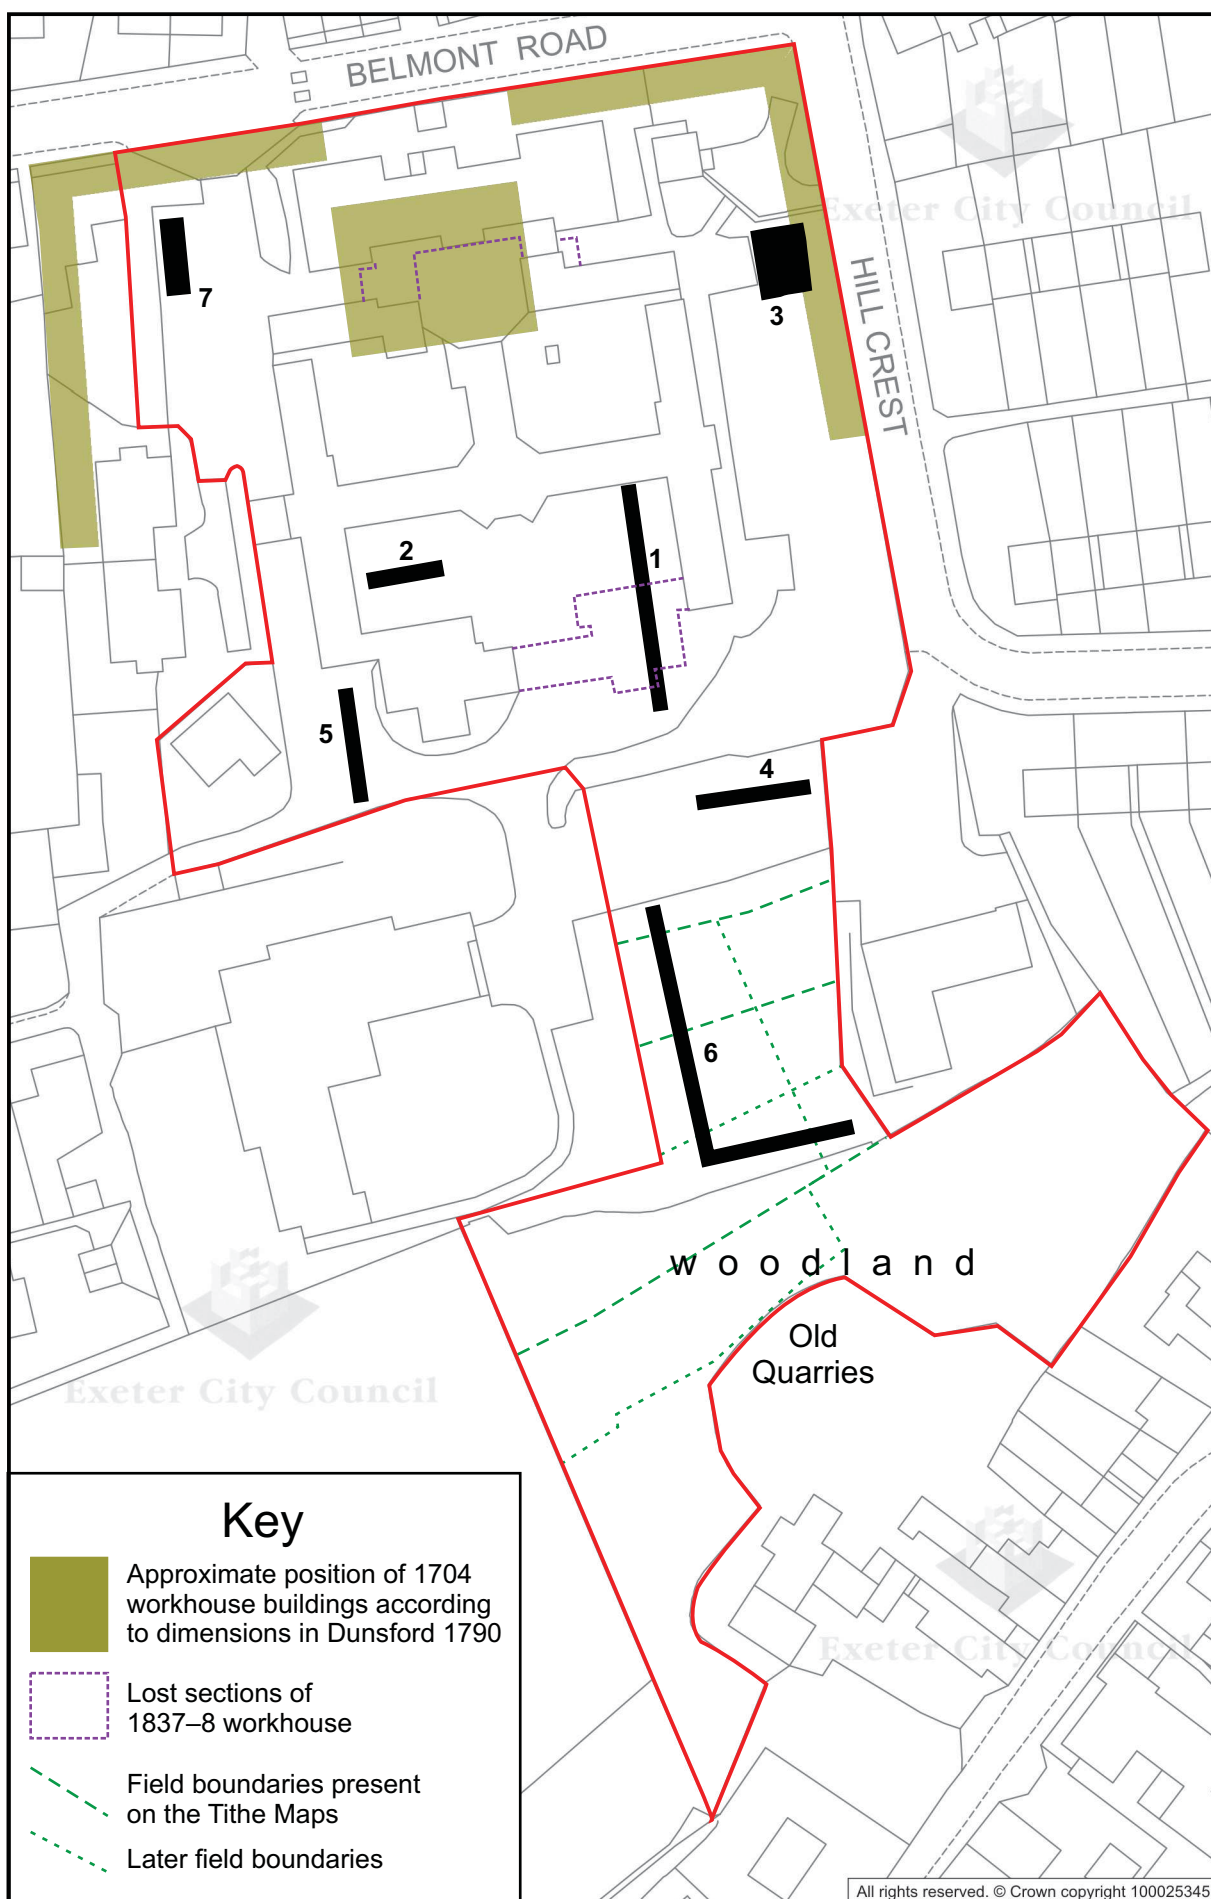 BELMONT ROAD
Exeter City Council
HILL CREST
7
3
2
1
5
4
6
woodland
Old
Quarries
Exeter City Council
Exeter City Council
Key
Approximate position of 1704
workhouse buildings according
to dimensions in Dunsford 1790
Lost sections of
1837–8 workhouse
Field boundaries present
on the Tithe Maps
Later field boundaries
All rights reserved. © Crown copyright 100025345